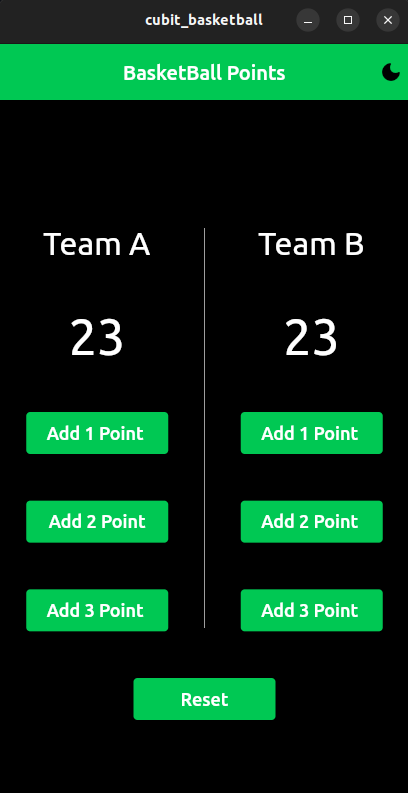 cubit_basketball
BasketBall Points
Team A
23
Add 1 Point
Add 2 Point
Add 3 Point
Team B
23
Add 1 Point
Add 2 Point
Add 3 Point
Reset